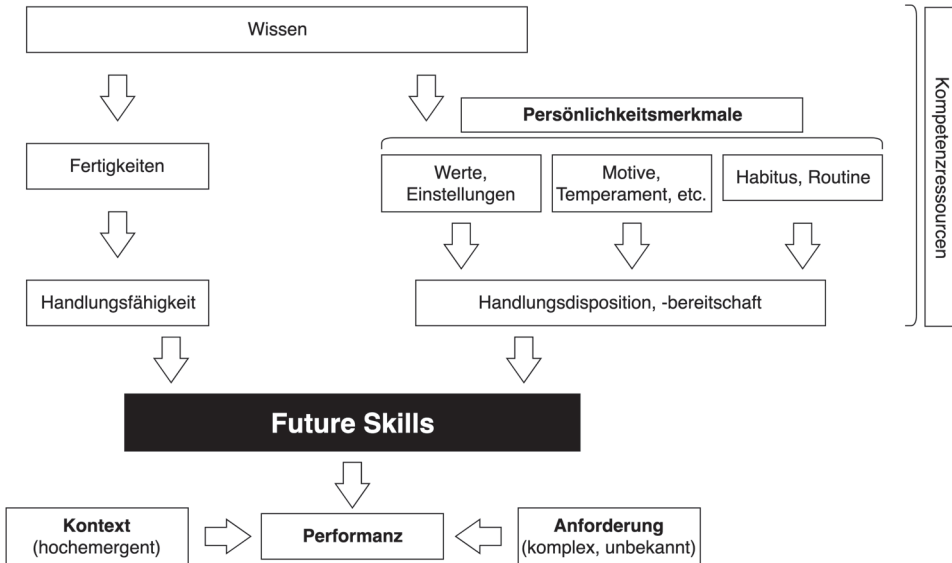 Wissen
Persönlichkeitsmerkmale
Fertigkeiten
Werte,
Einstellungen
Motive,
Temperament, etc.
Habitus, Routine
Handlungsfähigkeit
Handlungsdisposition, -bereitschaft
Kompetenzressourcen
Future Skills
Kontext
(hochemergent)
Performanz
Anforderung
(komplex, unbekannt)